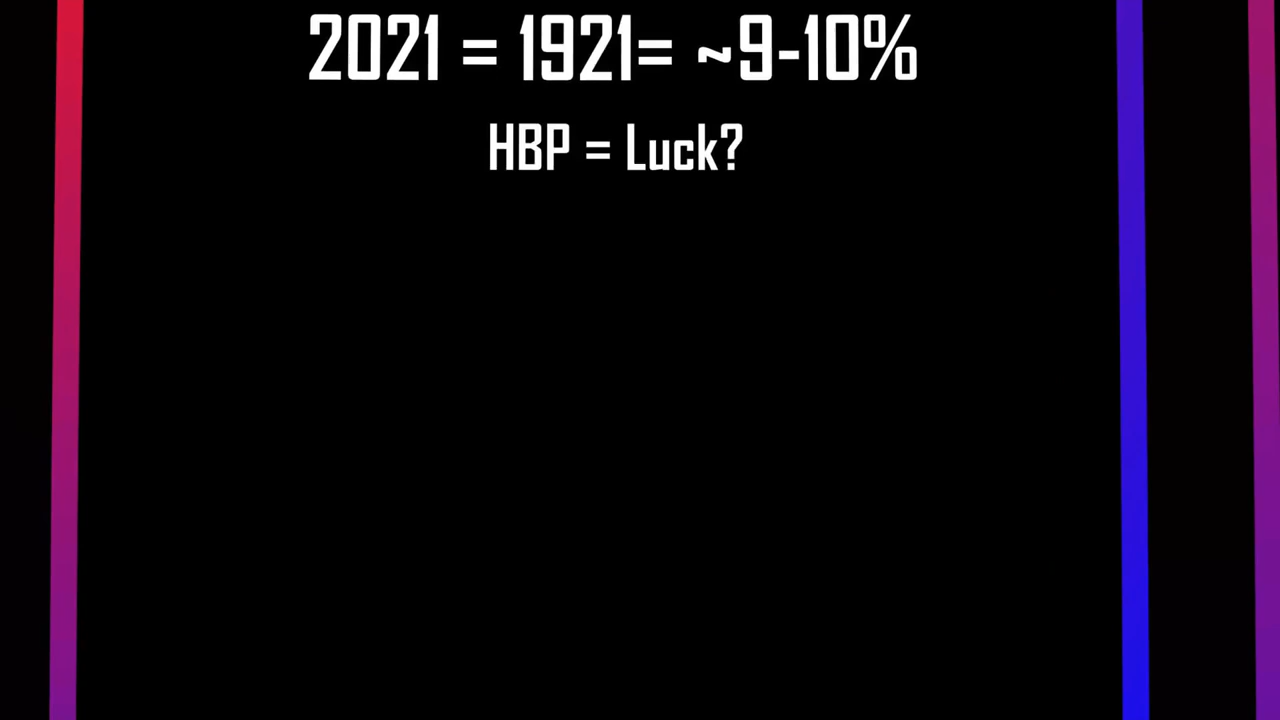 2021 = 1921= ~9-10%
HBP = Luck?